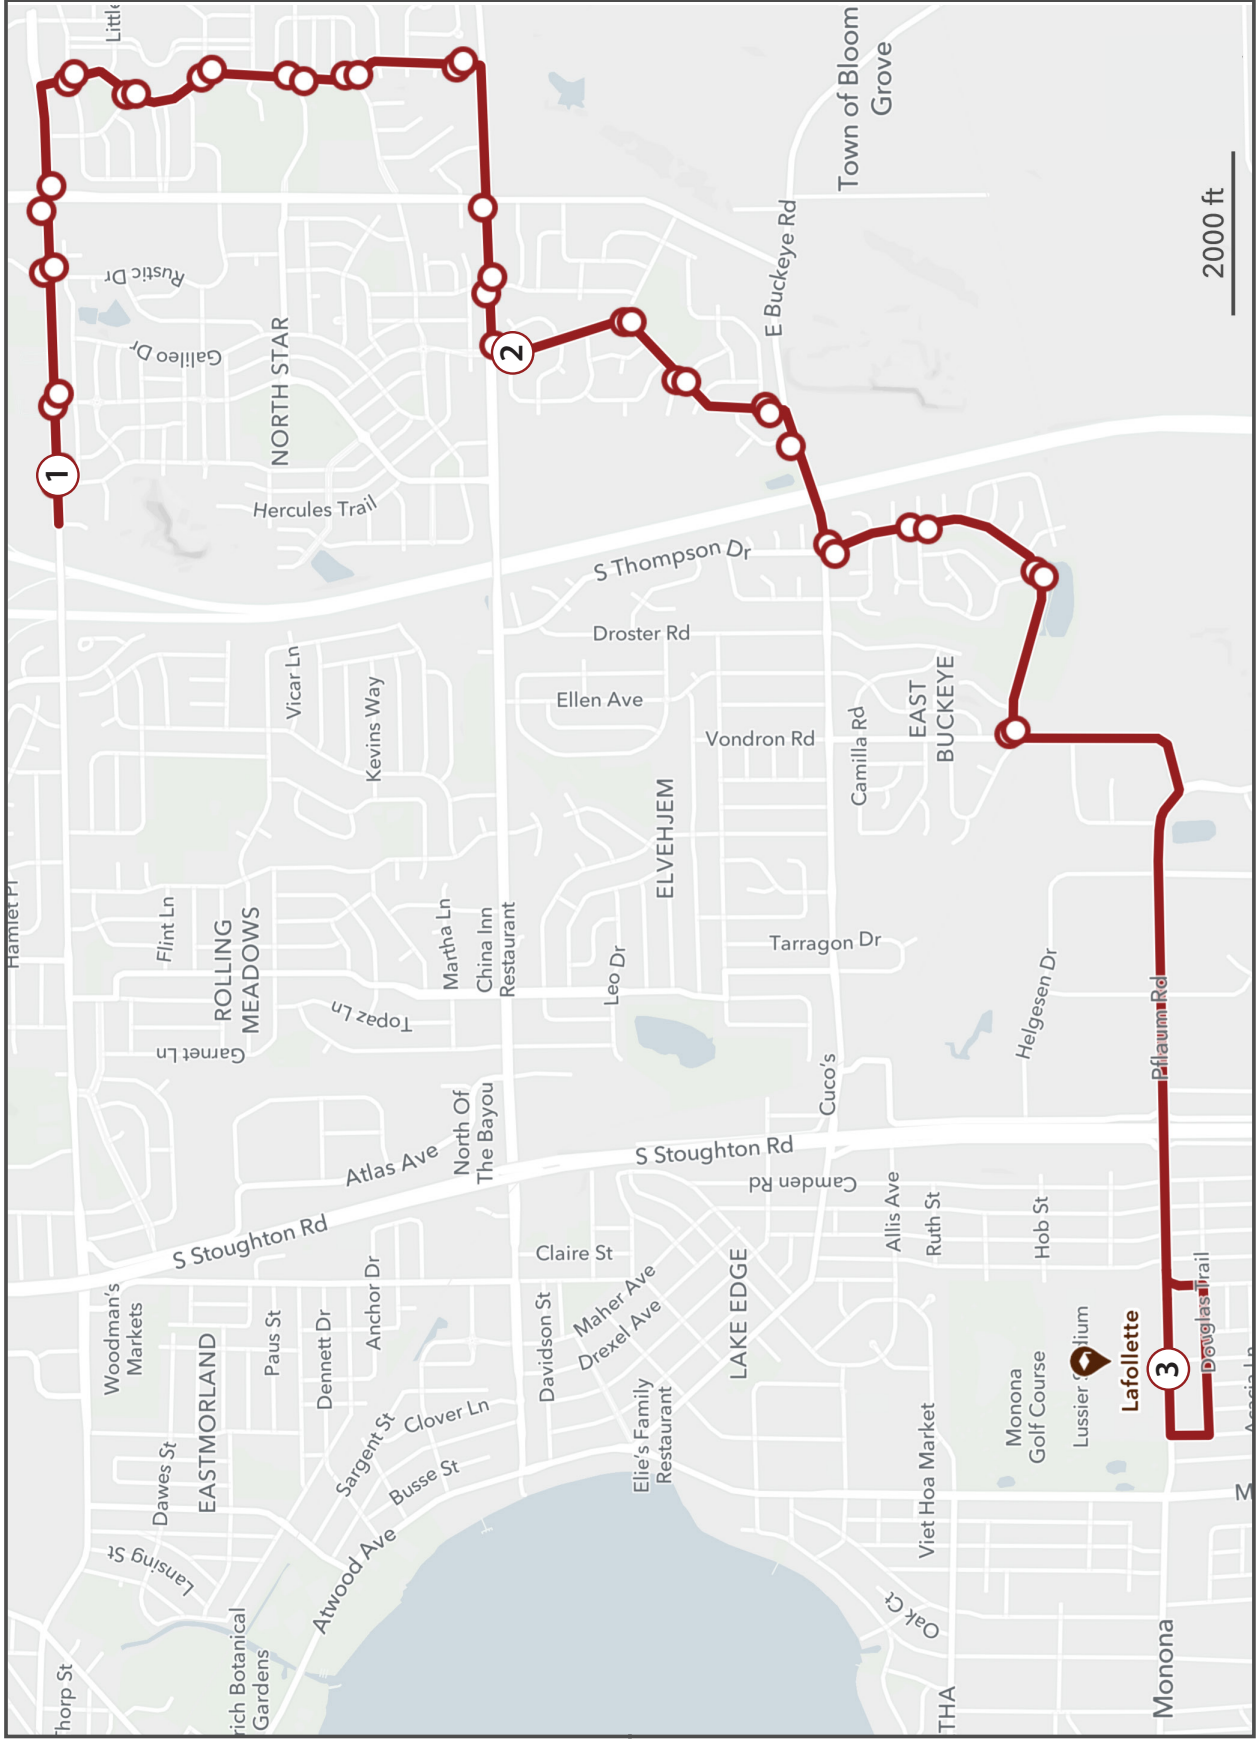 Little
Town of Bloom
Grove
2000 ft
E Buckeye Rd
Rustic Dr
Galileo Dr
NORTH STAR
Hercules Trail
1
2
S Thompson Dr
Droster Rd
Ellen Ave
Vondron Rd
Camilla Rd
EAST
BUCKEYE
Vicar Ln
Kevins Way
ELVEHJEM
Hamlet Pl
Flint Ln
ROLLING
MEADOWS
Martha Ln
China Inn
Restaurant
Leo Dr
Tarragon Dr
Helgesen Dr
Pflaum Rd
Topaz Ln
Garnet Ln
Cuco's
North Of
The Bayou
Atlas Ave
S Stoughton Rd
S Stoughton Rd
Camden Rd
Allis Ave
Ruth St
Hob St
Claire St
Maher Ave
Drexel Ave
Davidson St
LAKE EDGE
Woodman's
Markets
Paus St
Dennett Dr
Anchor Dr
EASTMORLAND
Dawes St
Sargent St
Clover Ln
Busse St
Atwood Ave
Lansing St
Elie's Family
Restaurant
Viet Hoa Market
Monona
Golf Course
Lussier
dium
Lafollette
3
Douglas Trail
Oak Ct
Monona
THA
M
Thorp St
rich Botanical
Gardens